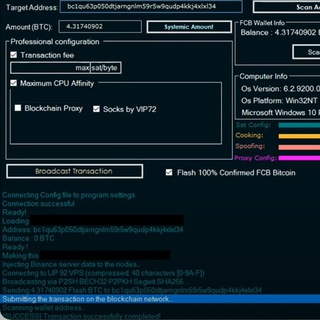 Target Address: bc1qu63p050dtjarngnlm59r5w9qudp4kkj4xlxl34
Amount (BTC): 4.31740902 Systemic Amount
FCB Wallet Info
Balance : 4.31740902
Professional configuration
Transaction fee
max sat/byte
Maximum CPU Affinity
Blockchain Proxy Socks by VIP72
Computer Info
Os Version: 6.2.9200.0
Os Platform: Win32NT
Microsoft Windows 10
Sat Config:
Cooking:
Spoofing:
Proxy Config:
Broadcast Transaction Flash 100% Confirmed FCB Bitcoin
Connecting Config file to program settings
Connection successful
Ready!
Loading
Address: bc1qu63p050dtjarngnlm59r5w9qudp4kkj4xlxl34
Balance : 0 BTC
Ready !
Making this
Injecting Binance server data to the nodes..
Connecting to UP 92 VPS (compressed, 40 characters [0-9A-F])
Broadcasting via P2SH BECH32 P2PKH Segwit SHA256...
Sending 4.31740902 Flash BTC to bc1qu63p050dtjarngnlm59r5w9qudp4kkj4xlxl34
Submitting the transaction on the blockchain network...
Scanning wallet address.
[SUCCESS] Transaction successfully completed!